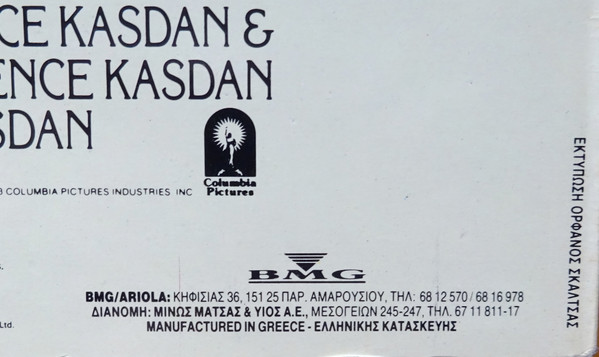 CE KASDAN &
ENCE KASDAN
SDAN
Columbia
Pictures
COLUMBIA PICTURES INDUSTRIES INC
s.
Ltd.
BMG
BMG/ARIOLA: ΚΗΦΙΣΙΑΣ 36, 151 25 ΠΑΡ. ΑΜΑΡΟΥΣΙΟΥ, ΤΗΛ: 68 12 570 / 68 16 978
ΔΙΑΝΟΜΗ: ΜΙΝΩΣ ΜΑΤΣΑΣ & ΥΙΟΣ Α.Ε., ΜΕΣΟΓΕΙΩΝ 245-247, ΤΗΛ. 67 11 811-17
MANUFACTURED IN GREECE - ΕΛΛΗΝΙΚΗΣ ΚΑΤΑΣΚΕΥΗΣ
ΕΚΤΥΠΩΣΗ ΟΡΦΑΝΟΣ ΣΚΑΛΤΣΑΣ